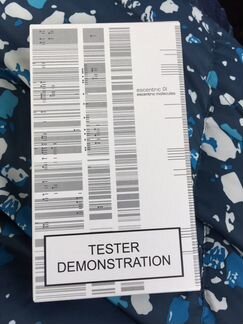 escentric 01
escentric molecules
TESTER
DEMONSTRATION